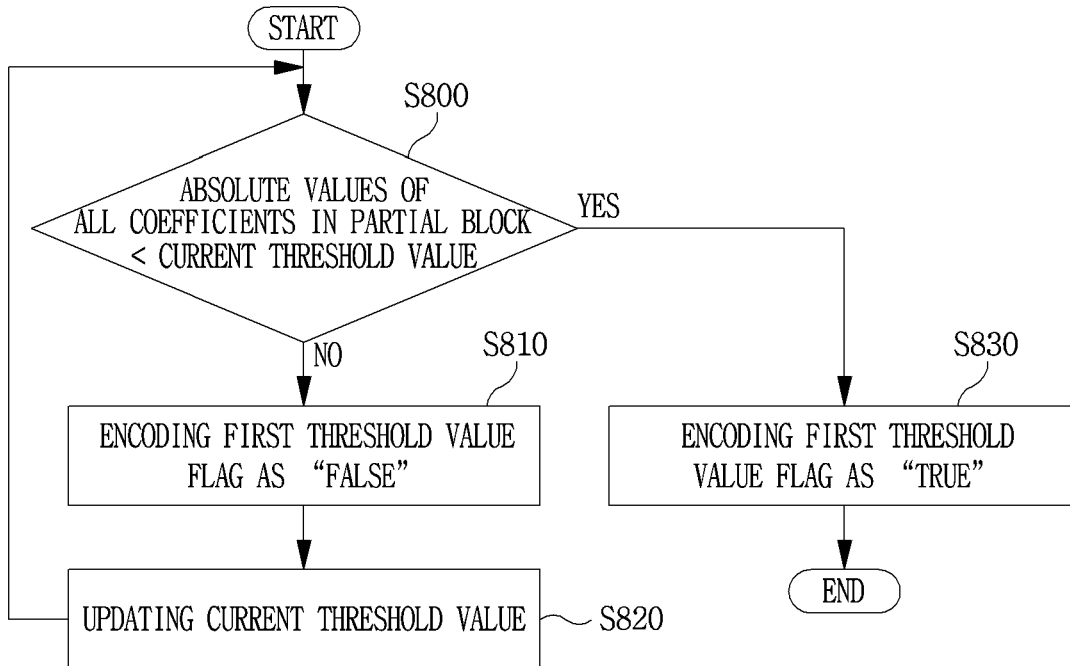 START
S800
ABSOLUTE VALUES OF
ALL COEFFICIENTS IN PARTIAL BLOCK
< CURRENT THRESHOLD VALUE
YES
NO
S810
S830
ENCODING FIRST THRESHOLD VALUE
FLAG AS “FALSE”
ENCODING FIRST THRESHOLD
VALUE FLAG AS “TRUE”
UPDATING CURRENT THRESHOLD VALUE
S820
END